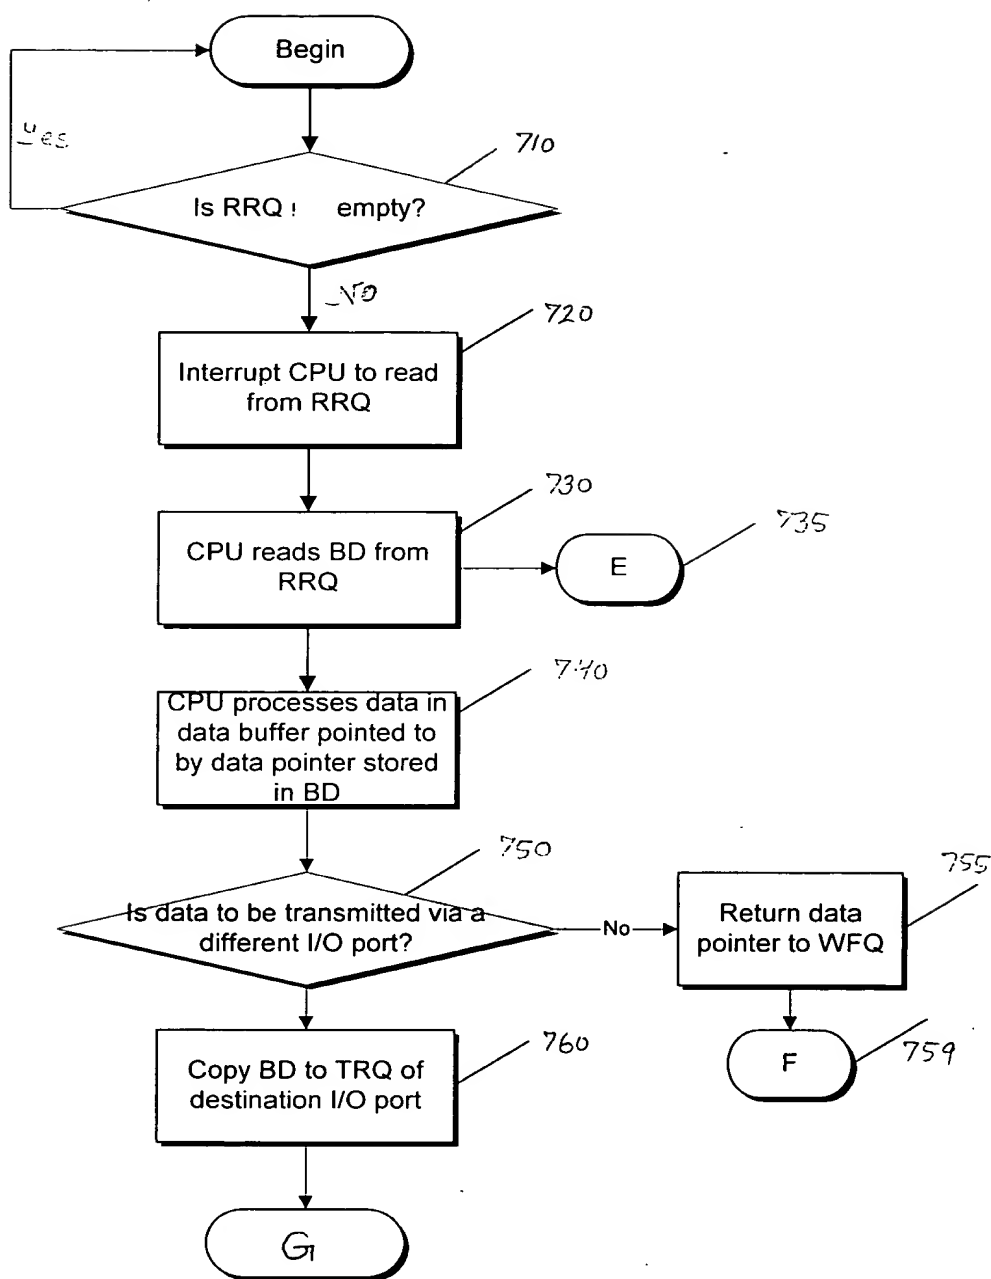 Begin
yes
710
Is RRQ ! empty?
No
720
Interrupt CPU to read
from RRQ
730
735
CPU reads BD from
RRQ
E
740
CPU processes data in
data buffer pointed to
by data pointer stored
in BD
750
755
Is data to be transmitted via a
different I/O port?
No
Return data
pointer to WFQ
760
759
Copy BD to TRQ of
destination I/O port
F
G